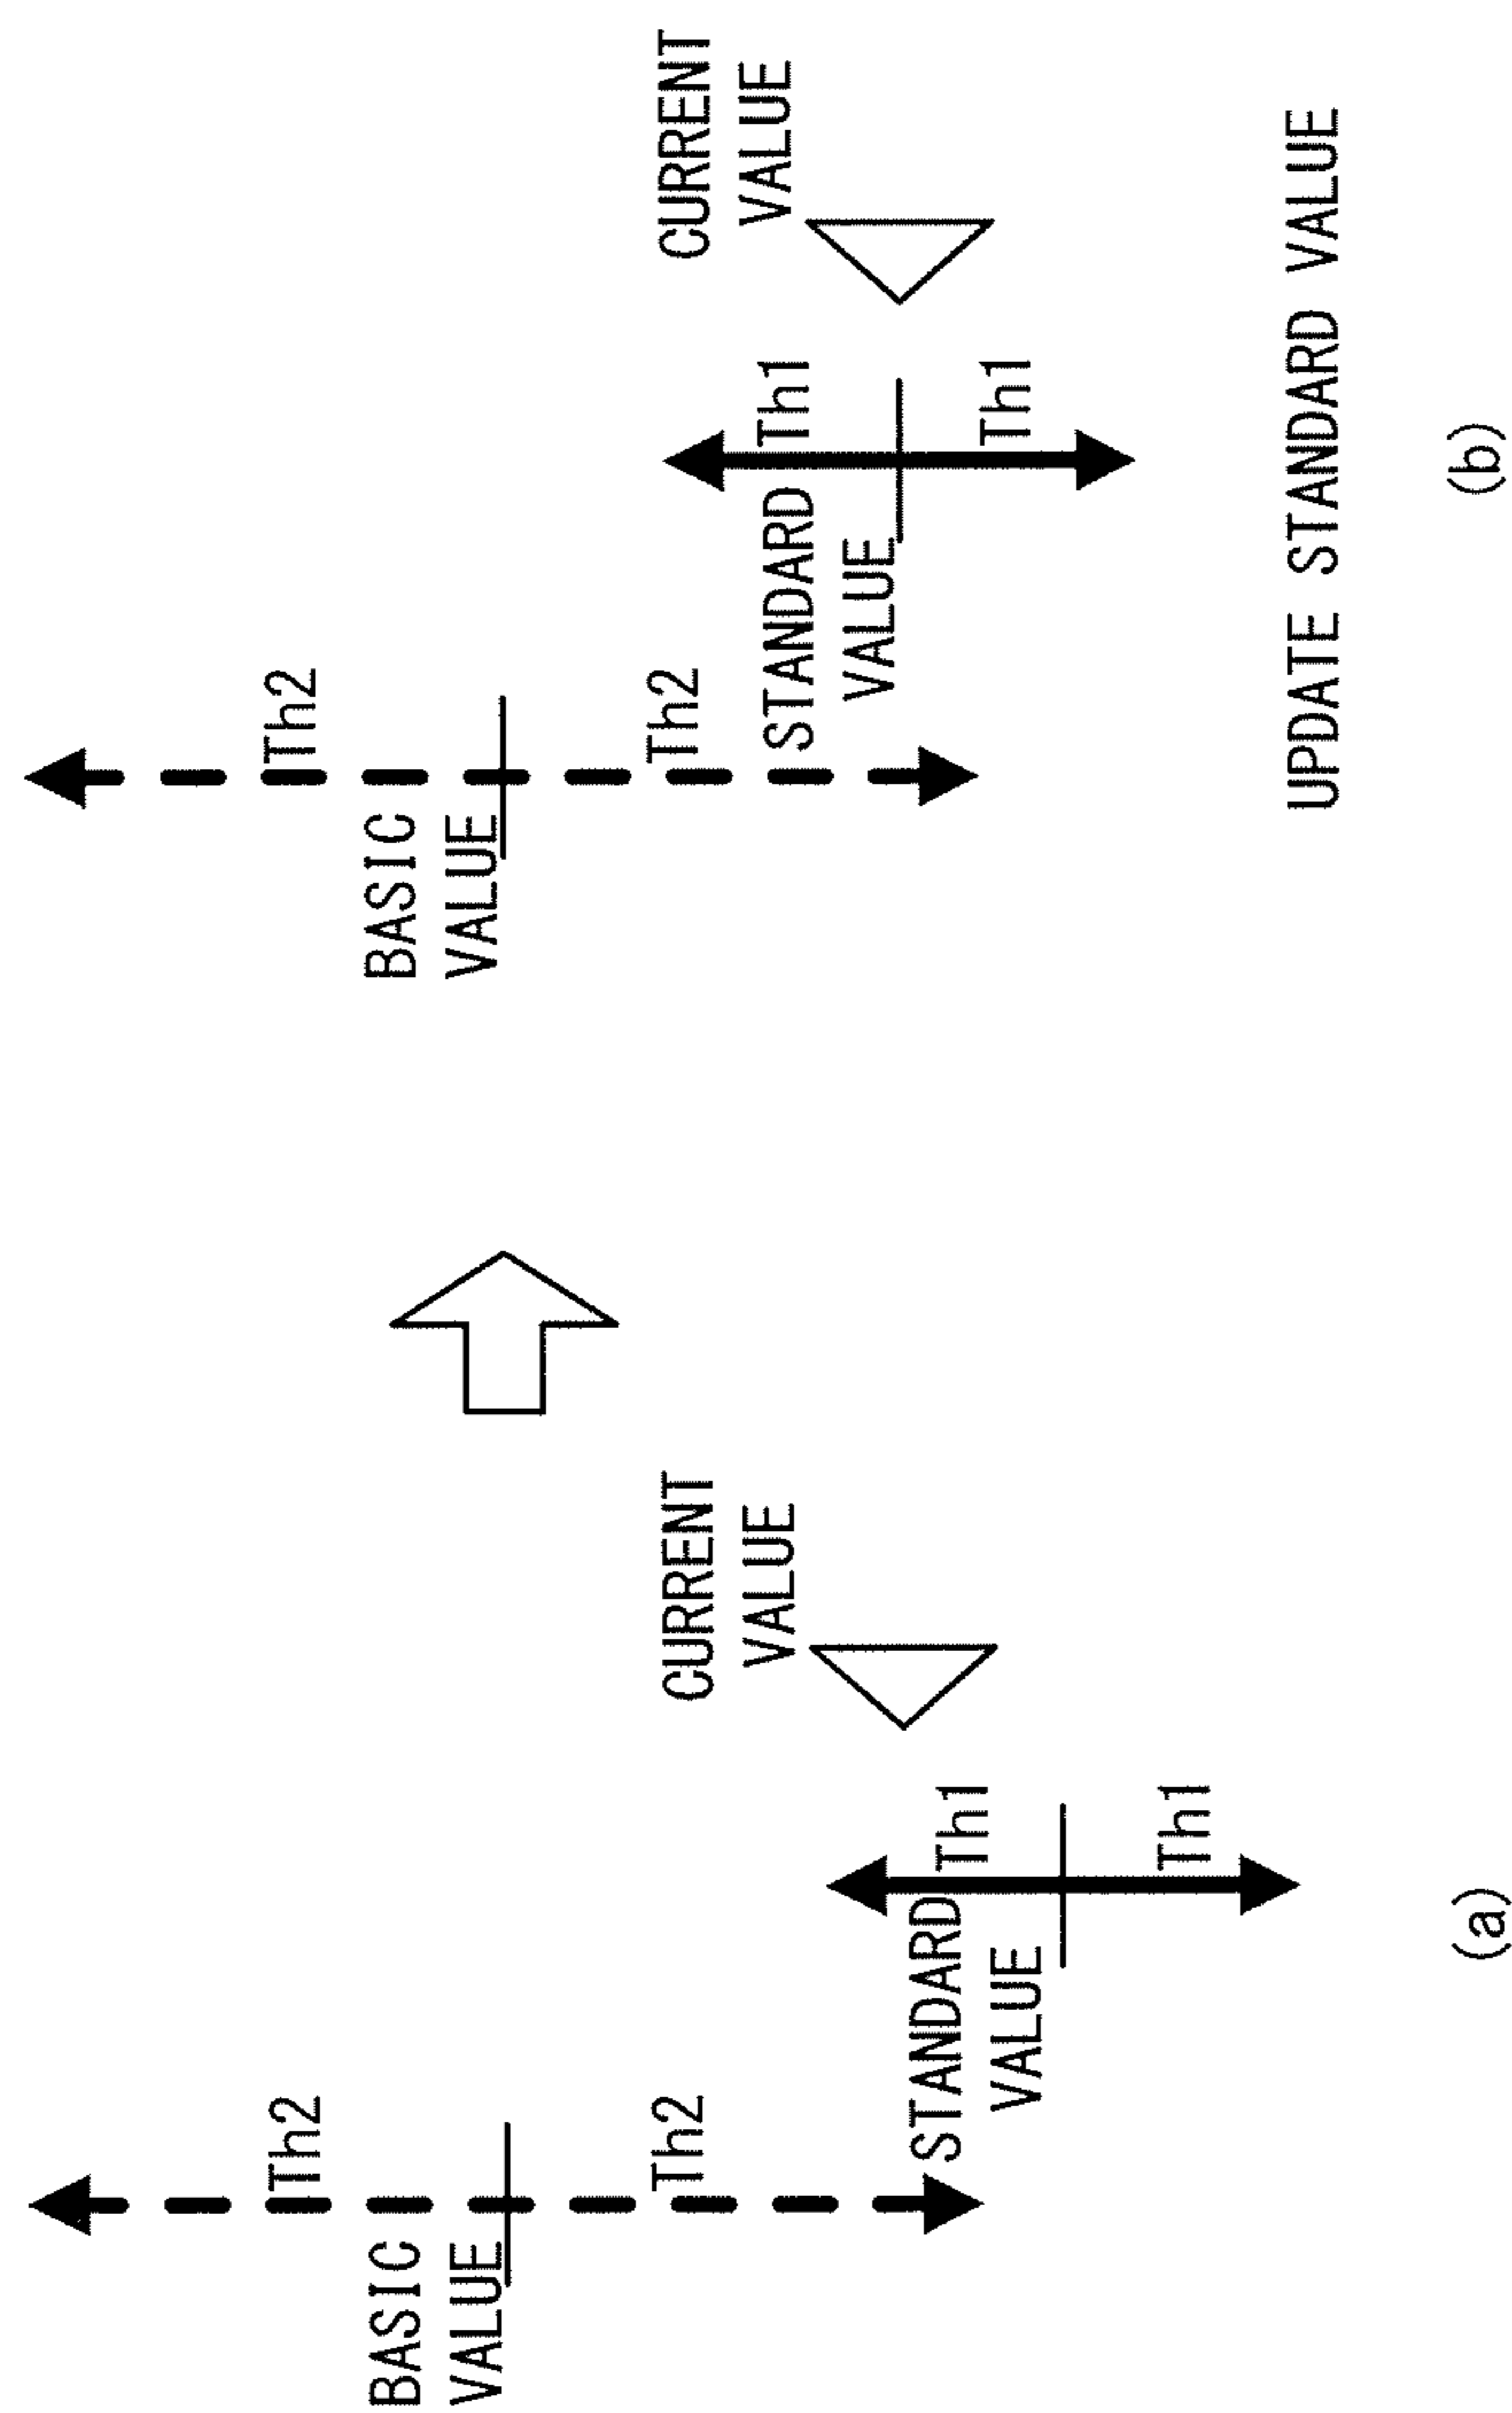 Th2
BASIC
VALUE
Th2
STANDARD
VALUE
Th1
Th1
CURRENT
VALUE
(a)
Th2
BASIC
VALUE
Th2
STANDARD
VALUE
Th1
Th1
CURRENT
VALUE
UPDATE STANDARD VALUE
(b)